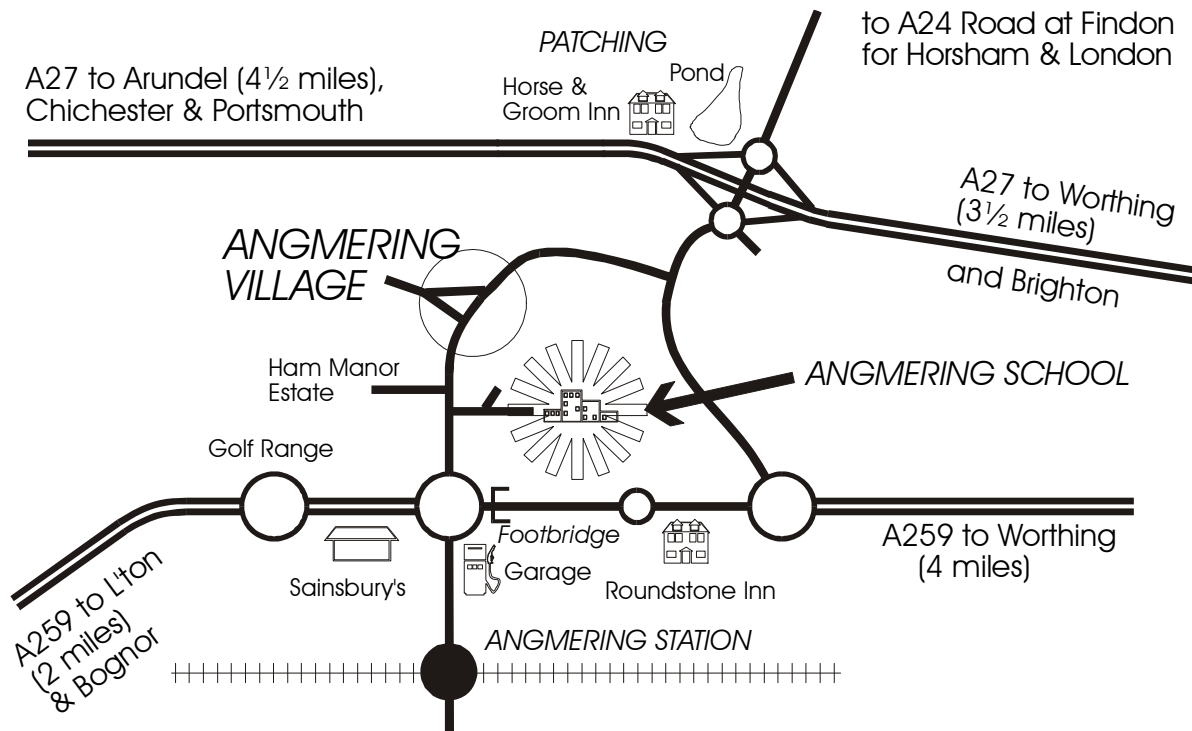 to A24 Road at Findon
for Horsham & London
PATCHING
A27 to Arundel (4½ miles),
Chichester & Portsmouth
Horse &
Groom Inn
Pond
A27 to Worthing
(3½ miles)
and Brighton
ANGMERING
VILLAGE
Ham Manor
Estate
ANGMERING SCHOOL
Golf Range
Footbridge
A259 to Worthing
(4 miles)
Sainsbury's
Garage
Roundstone Inn
A259 to L'ton
(2 miles)
& Bognor
ANGMERING STATION